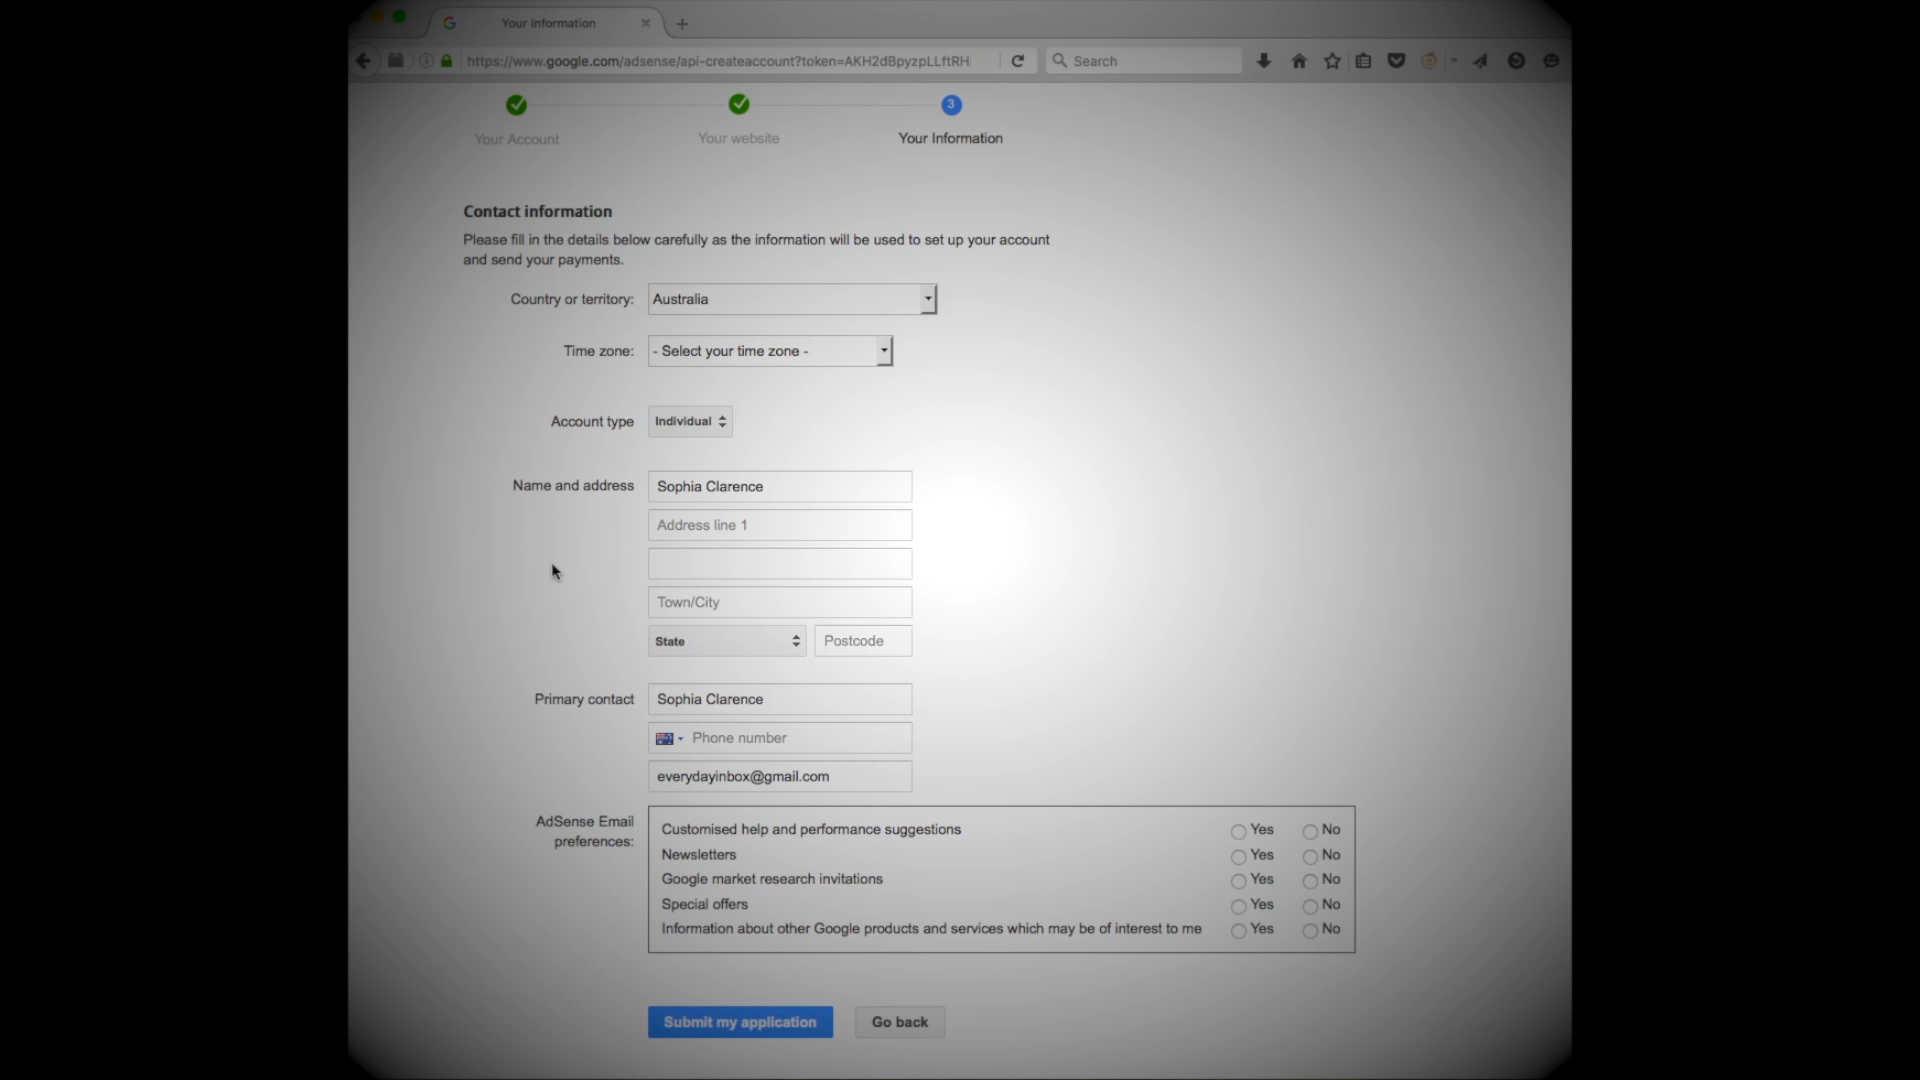 Your Information
https://www.google.com/adsense/api-createaccount?token=AKH2dBpyzpLLftRH
Search
3
Your Account
Your website
Your Information
Contact information
Please fill in the details below carefully as the information will be used to set up your account
and send your payments.
Country or territory: Australia
Time zone: - Select your time zone -
Account type Individual
Name and address Sophia Clarence
Address line 1
Town/City
State Postcode
Primary contact Sophia Clarence
Phone number
everydayinbox@gmail.com
AdSense Email
preferences:
Customised help and performance suggestions Yes No
Newsletters Yes No
Google market research invitations Yes No
Special offers Yes No
Information about other Google products and services which may be of interest to me Yes No
Submit my application Go back